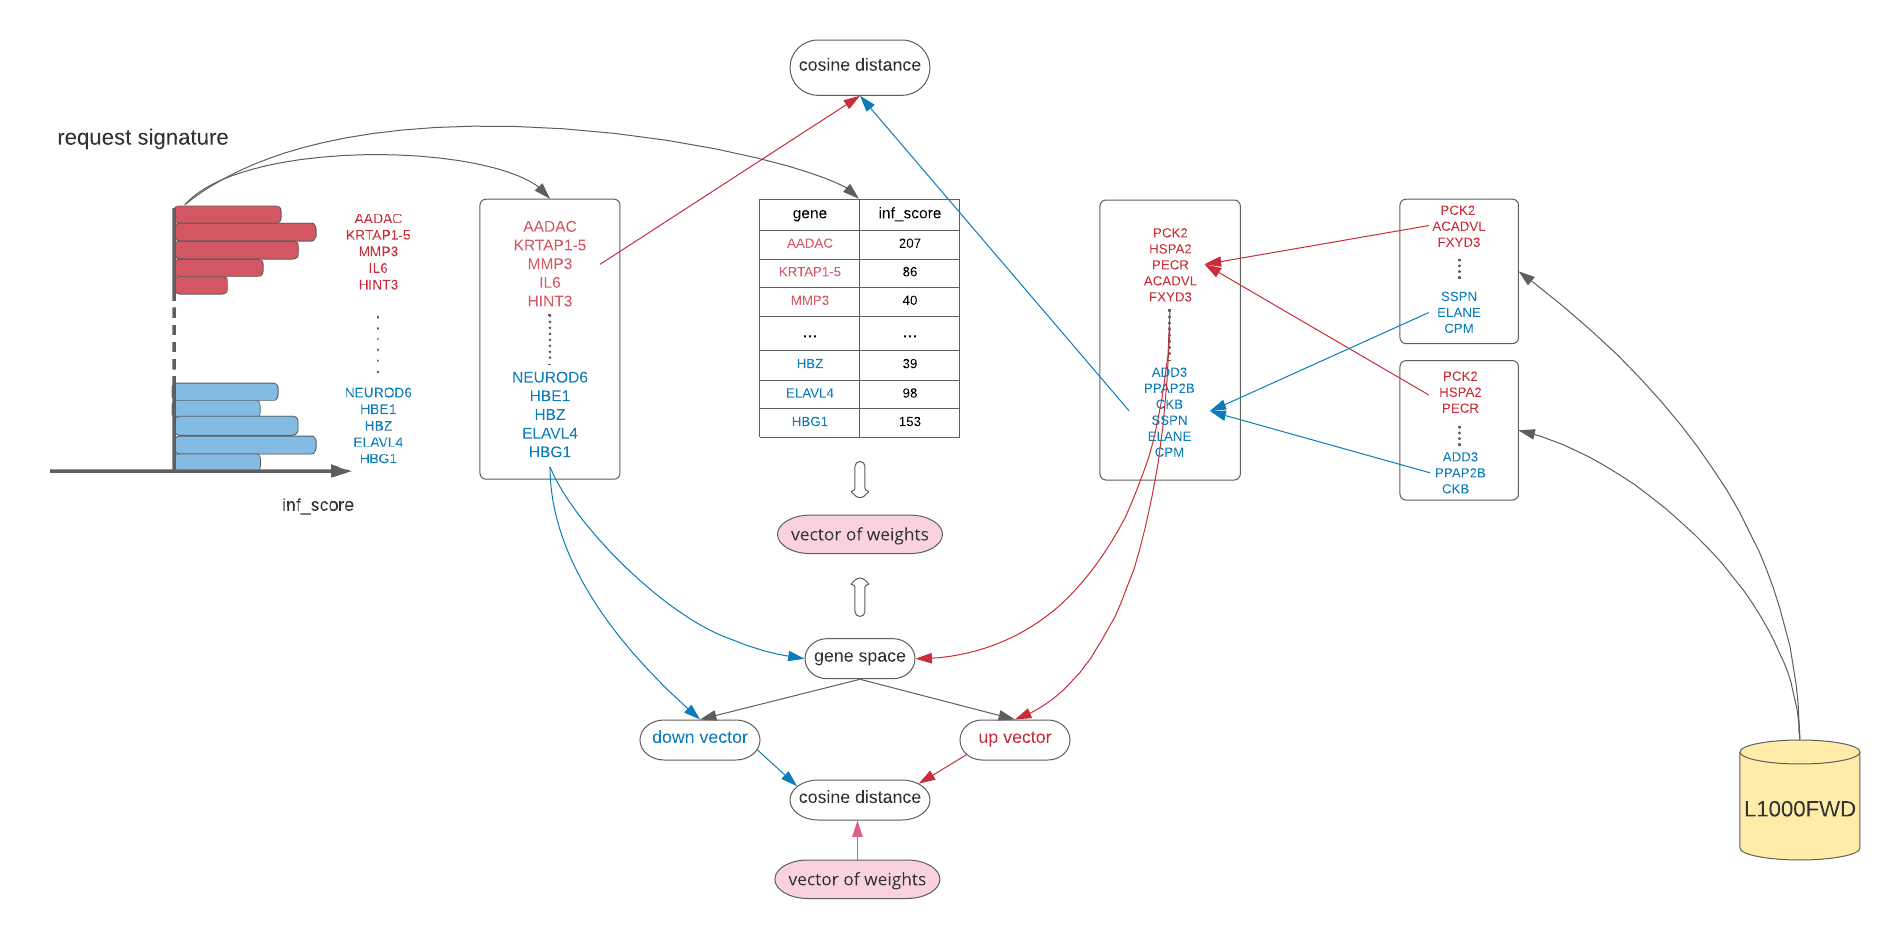 cosine distance
request signature
AADAC
KRTAP1-5
MMP3
IL6
HINT3
NEUROD6
HBE1
HBZ
ELAVL4
HBG1
inf_score
AADAC
KRTAP1-5
MMP3
IL6
HINT3
NEUROD6
HBE1
HBZ
ELAVL4
HBG1
gene inf_score
AADAC 207
KRTAP1-5 86
MMP3 40
... ...
HBZ 39
ELAVL4 98
HBG1 153
vector of weights
PCK2
HSPA2
PECR
ACADVL
FXYD3
ADD3
PPAP2B
CKB
SSPN
ELANE
CPM
PCK2
ACADVL
FXYD3
SSPN
ELANE
CPM
PCK2
HSPA2
PECR
ADD3
PPAP2B
CKB
gene space
down vector
up vector
cosine distance
vector of weights
L1000FWD